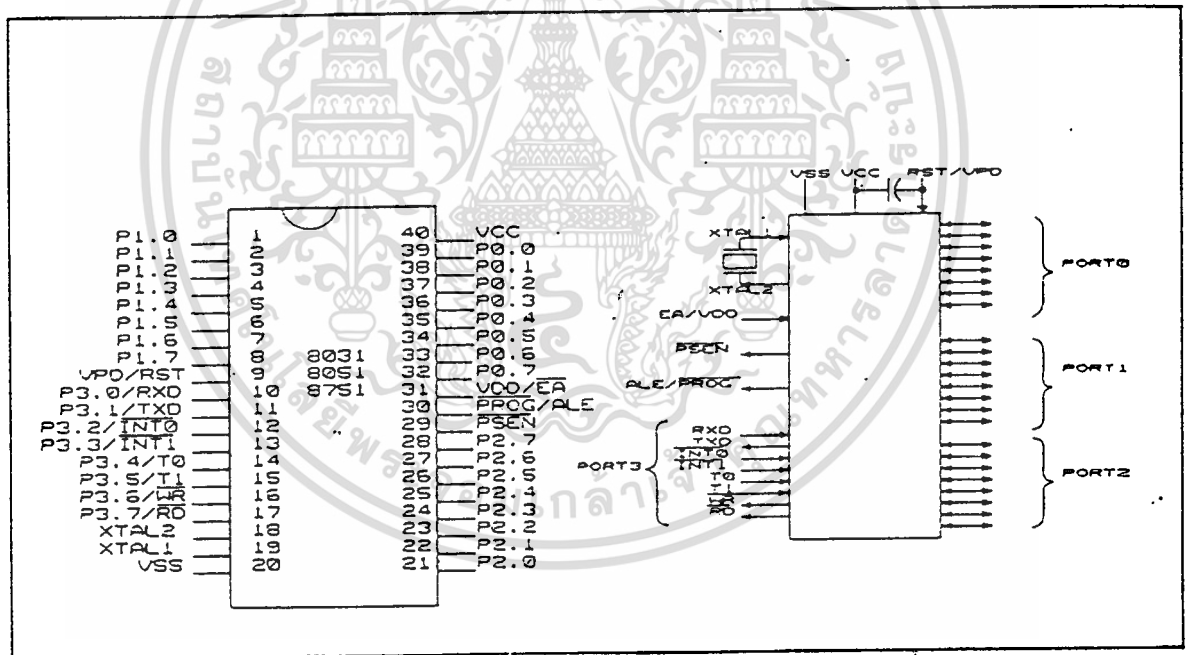 P1.0 1 40 VCC
P1.1 2 39 P0.0
P1.2 3 38 P0.1
P1.3 4 37 P0.2
P1.4 5 36 P0.3
P1.5 6 35 P0.4
P1.6 7 34 P0.5
P1.7 8 8031 33 P0.6
VPD/RST 9 8051 32 P0.7
P3.0/RXD 10 8751 31 VDD/EA
P3.1/TXD 11 30 PROG/ALE
P3.2/INT0 12 29 PSEN
P3.3/INT1 13 28 P2.7
P3.4/T0 14 27 P2.6
P3.5/T1 15 26 P2.5
P3.6/WR 16 25 P2.4
P3.7/RD 17 24 P2.3
XTAL2 18 23 P2.2
XTAL1 19 22 P2.1
VSS 20 21 P2.0
VSS VCC RST/VPD
XTAL2
EA/VDD
PSEN
ALE/PROG
PORT3
RXD
INT0
INT1
RD
PORT0
PORT1
PORT2